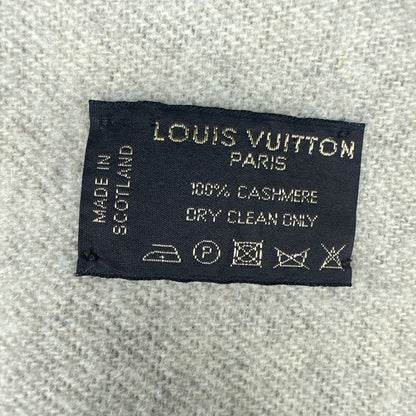 LOUIS VUITTON
PARIS
100% CASHMERE
DRY CLEAN ONLY
MADE IN
SCOTLAND
P